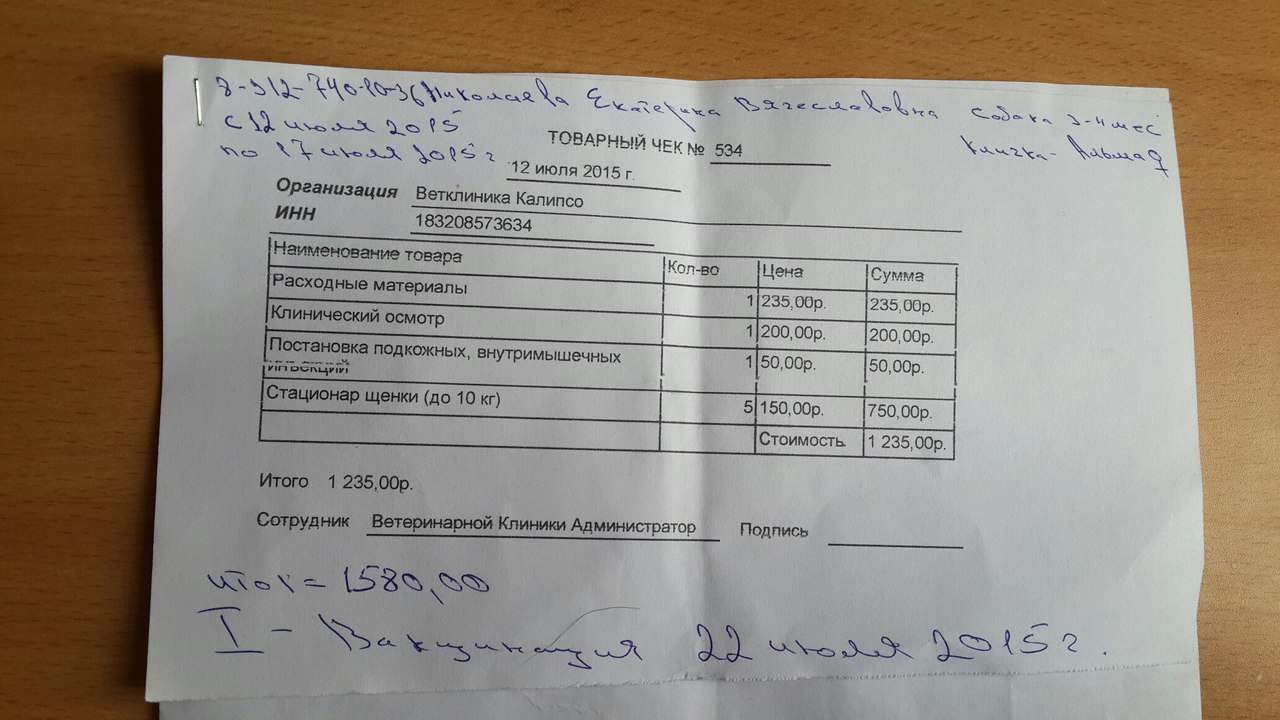 8-912-740-10-36 Николаева Екатерина Вячеславовна собака 3-4 мес
с 12 июля 2015
по 17 июля 2015 г
кличка - Альма ♀
ТОВАРНЫЙ ЧЕК № 534
12 июля 2015 г.
Организация Ветклиника Калипсо
ИНН 183208573634
Наименование товара Кол-во Цена Сумма
Расходные материалы 1 235,00р. 235,00р.
Клинический осмотр 1 200,00р. 200,00р.
Постановка подкожных, внутримышечных 1 50,00р. 50,00р.
инъекций
Стационар щенки (до 10 кг) 5 150,00р. 750,00р.
Стоимость 1 235,00р.
Итого 1 235,00р.
Сотрудник Ветеринарной Клиники Администратор Подпись
итог = 1580,00
I - Вакцинация 22 июля 2015 г.